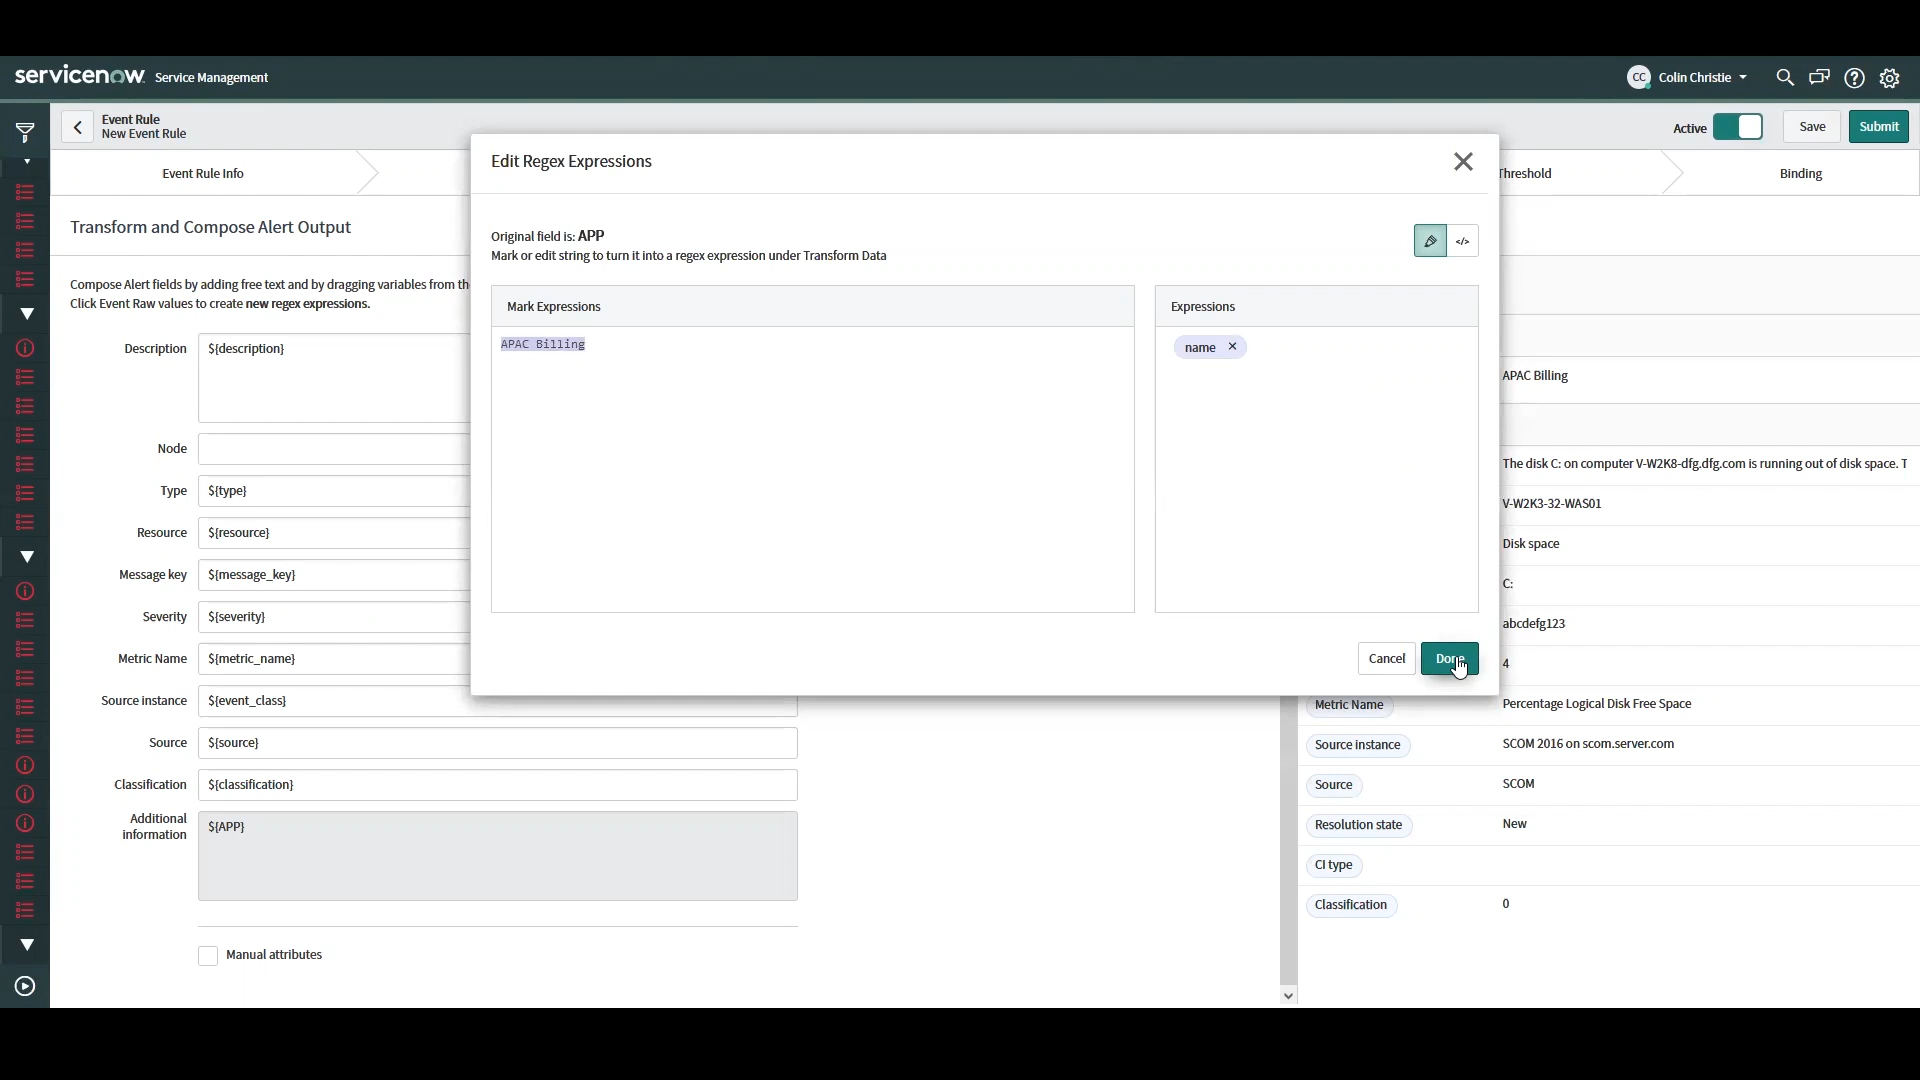 servicenow Service Management
CC Colin Christie
Event Rule
New Event Rule
Active
Save
Submit
Event Rule Info
Threshold
Binding
Transform and Compose Alert Output
Compose Alert fields by adding free text and by dragging variables from th
Click Event Raw values to create new regex expressions.
Description
${description}
Node
Type
${type}
Resource
${resource}
Message key
${message_key}
Severity
${severity}
Metric Name
${metric_name}
Source instance
${event_class}
Source
${source}
Classification
${classification}
Additional
information
${APP}
Manual attributes
Edit Regex Expressions
Original field is: APP
Mark or edit string to turn it into a regex expression under Transform Data
</>
Mark Expressions
APAC Billing
Expressions
name
Cancel
Done
APAC Billing
The disk C: on computer V-W2K8-dfg.dfg.com is running out of disk space. T
V-W2K3-32-WAS01
Disk space
C:
abcdefg123
4
Metric Name
Percentage Logical Disk Free Space
Source instance
SCOM 2016 on scom.server.com
Source
SCOM
Resolution state
New
CI type
Classification
0